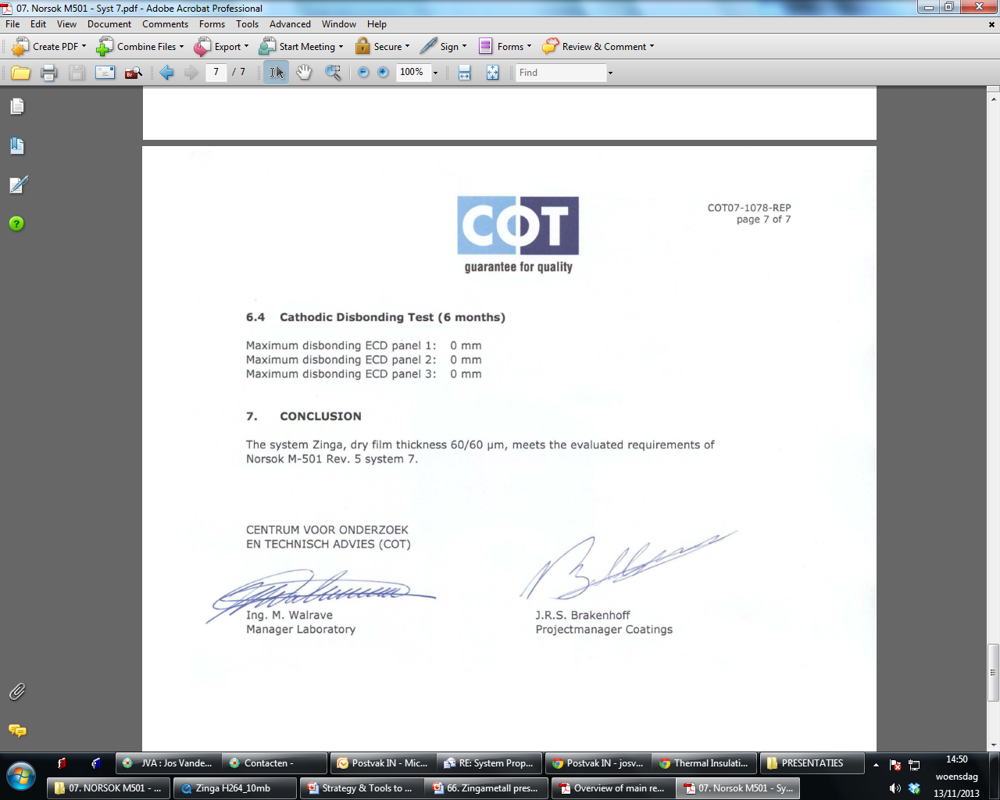 07. Norsok M501 - Syst 7.pdf - Adobe Acrobat Professional
File Edit View Document Comments Forms Tools Advanced Window Help
Create PDF Combine Files Export Start Meeting Secure Sign Forms Review & Comment
7 / 7 100% Find
COT
guarantee for quality
COT07-1078-REP
page 7 of 7
6.4 Cathodic Disbonding Test (6 months)
Maximum disbonding ECD panel 1: 0 mm
Maximum disbonding ECD panel 2: 0 mm
Maximum disbonding ECD panel 3: 0 mm
7. CONCLUSION
The system Zinga, dry film thickness 60/60 µm, meets the evaluated requirements of
Norsok M-501 Rev. 5 system 7.
CENTRUM VOOR ONDERZOEK
EN TECHNISCH ADVIES (COT)
Ing. M. Walrave
Manager Laboratory
J.R.S. Brakenhoff
Projectmanager Coatings
JVA : Jos Vande... Contacten - Postvak IN - Mic... RE: System Prop... Postvak IN - josv... Thermal Insulati... PRESENTATIES 14:50
woensdag
07. NORSOK M501 - ... Zinga H264_10mb Strategy & Tools to ... 66. Zingametall pres... Overview of main re... 07. Norsok M501 - Sy... 13/11/2013